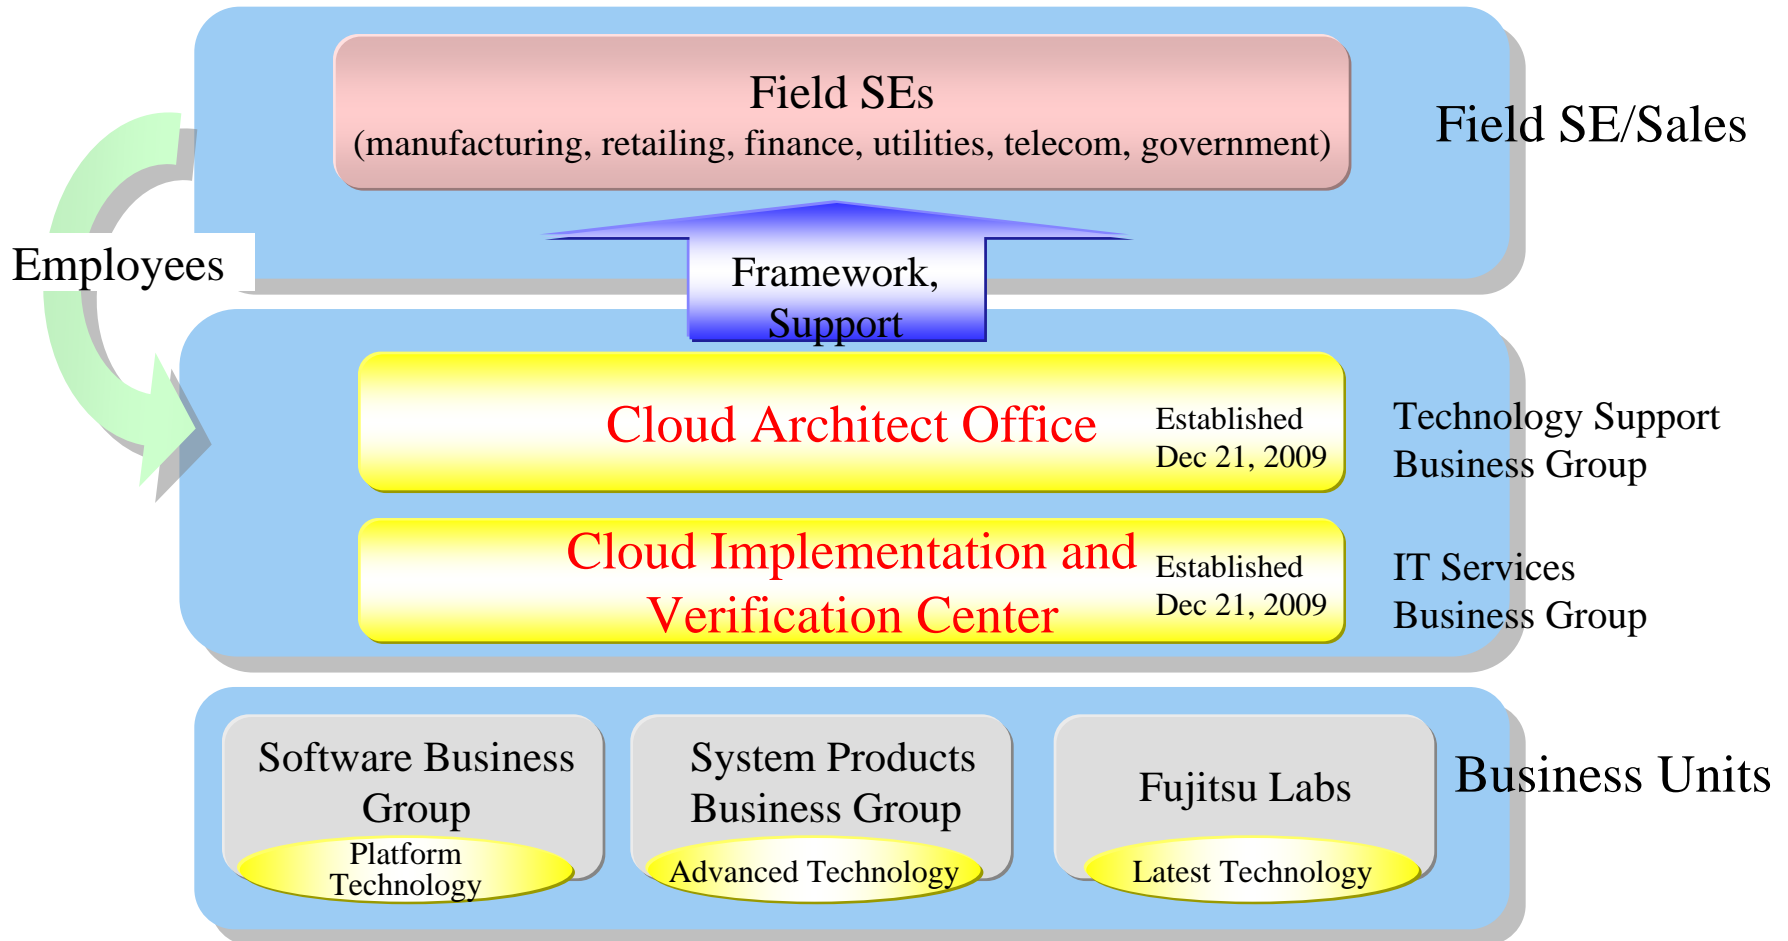 Field SEs
(manufacturing, retailing, finance, utilities, telecom, government)
Field SE/Sales
Employees
Framework,
Support
Cloud Architect Office
Established
Dec 21, 2009
Technology Support
Business Group
Cloud Implementation and
Verification Center
Established
Dec 21, 2009
IT Services
Business Group
Software Business
Group
Platform
Technology
System Products
Business Group
Advanced Technology
Fujitsu Labs
Latest Technology
Business Units